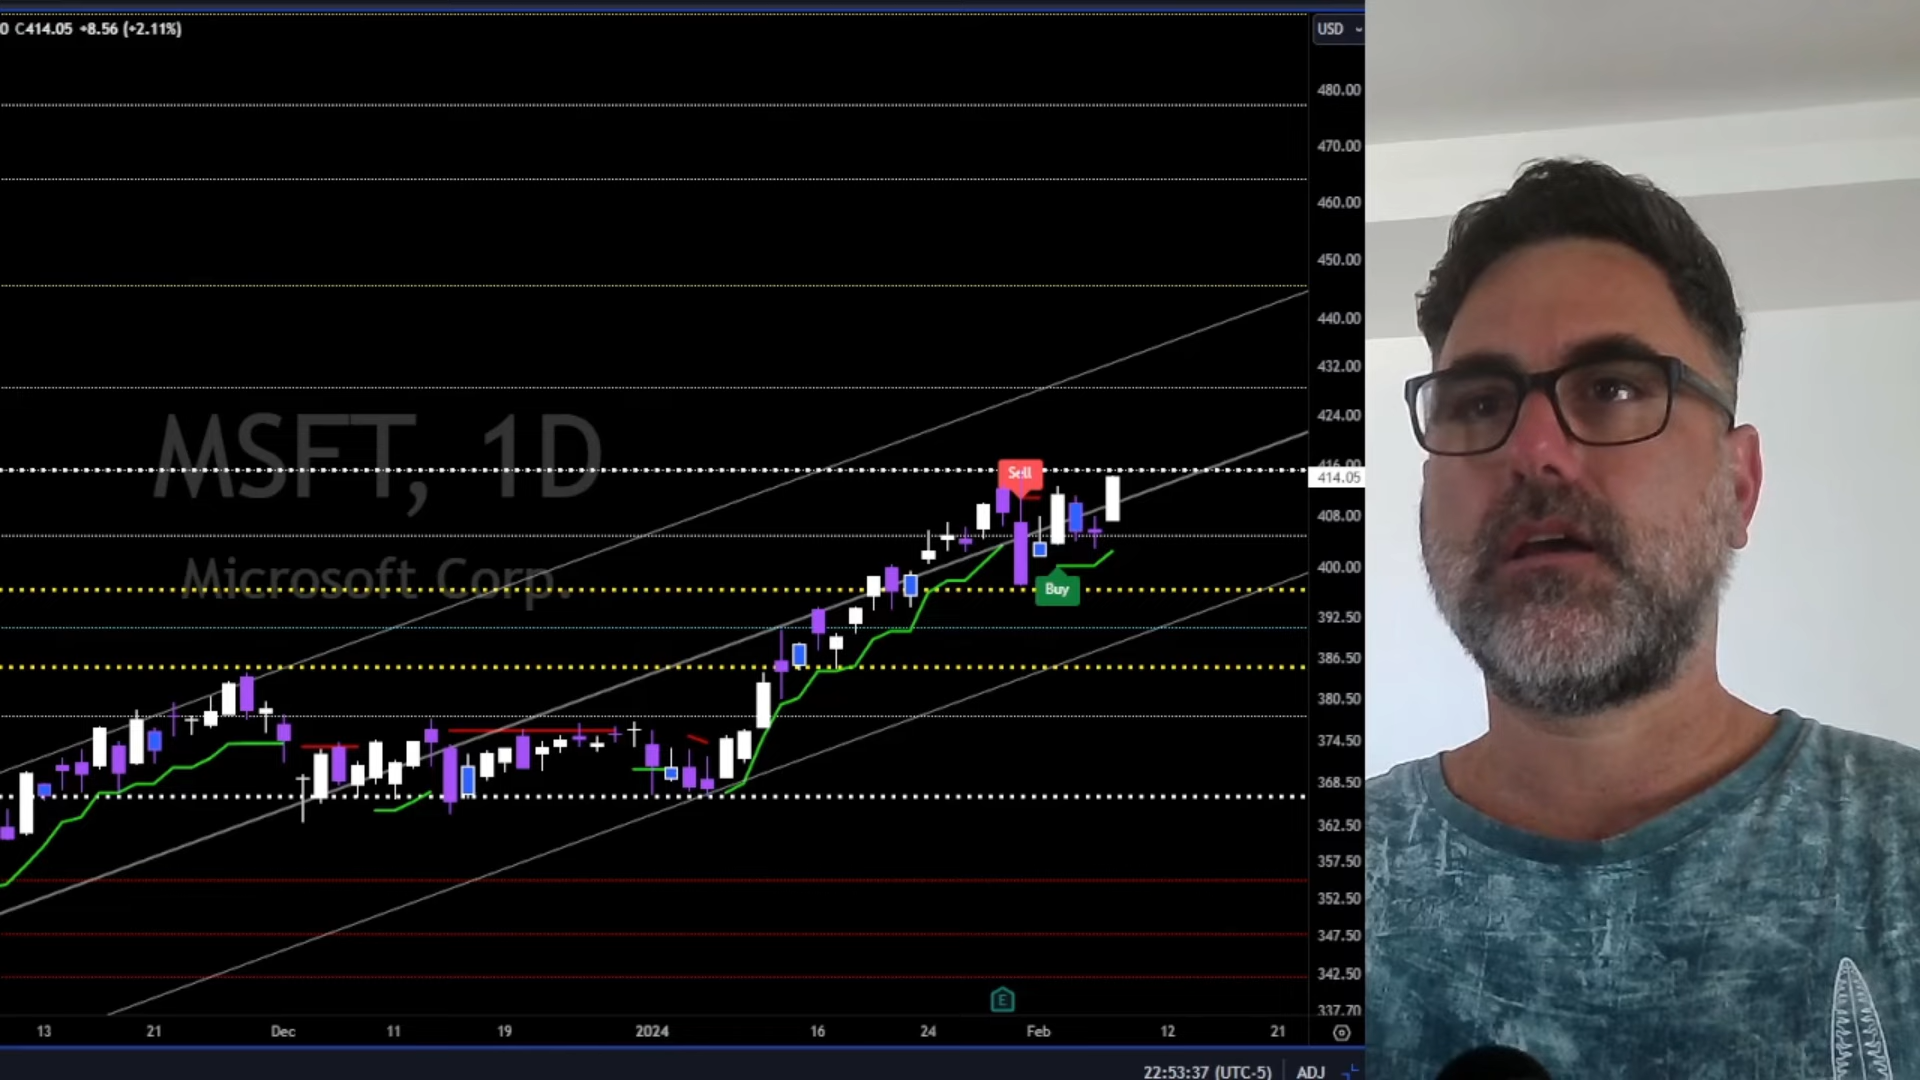 0 C414.05 +8.56 (+2.11%)
USD
480.00
470.00
460.00
450.00
440.00
432.00
424.00
416.00
414.05
408.00
400.00
392.50
386.50
380.50
374.50
368.50
362.50
357.50
352.50
347.50
342.50
337.70
MSFT, 1D
Microsoft Corp.
Sell
Buy
E
13 21 Dec 11 19 2024 16 24 Feb 12 21
22:53:37 (UTC-5) ADJ